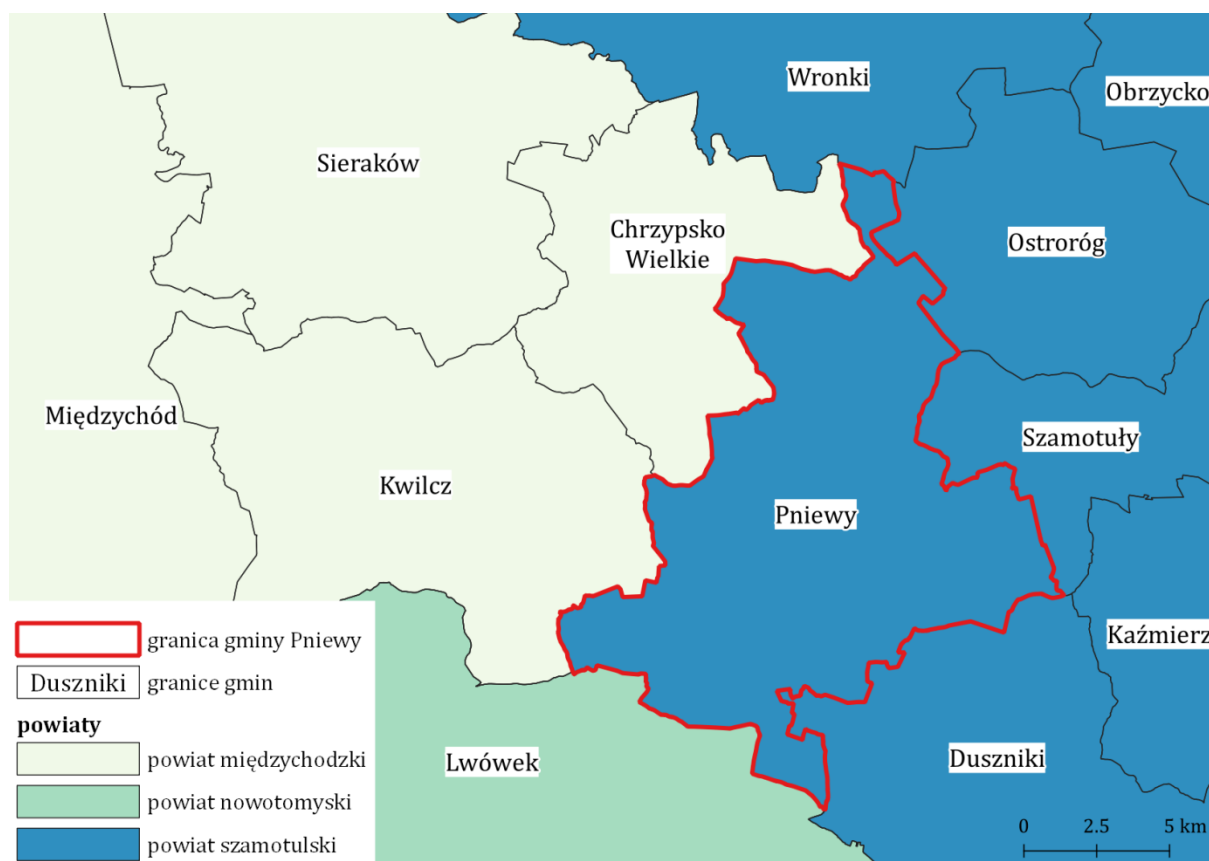 Wronki
Obrzycko
Sieraków
Chrzypsko
Wielkie
Ostroróg
Międzychód
Szamotuły
Kwilcz
Pniewy
Kaźmierz
Lwówek
Duszniki
granica gminy Pniewy
Duszniki granice gmin
powiaty
powiat międzychodzki
powiat nowotomyski
powiat szamotulski
0 2.5 5 km